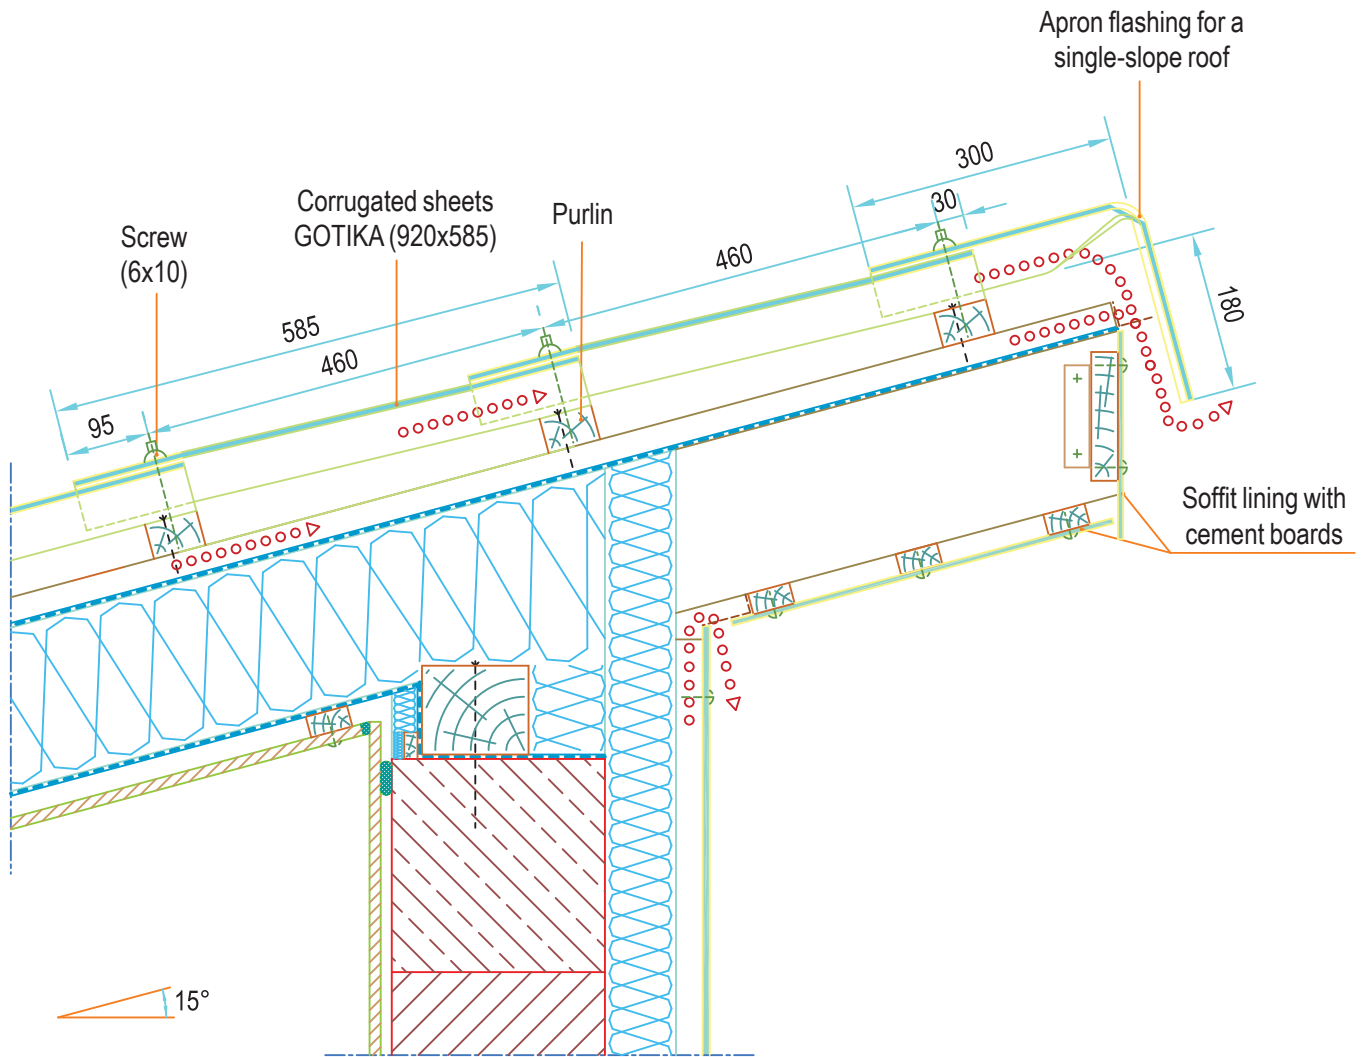 Apron flashing for a
single-slope roof
300
30
Corrugated sheets
GOTIKA (920x585)
Purlin
Screw
(6x10)
460
585
180
460
95
Soffit lining with
cement boards
15°